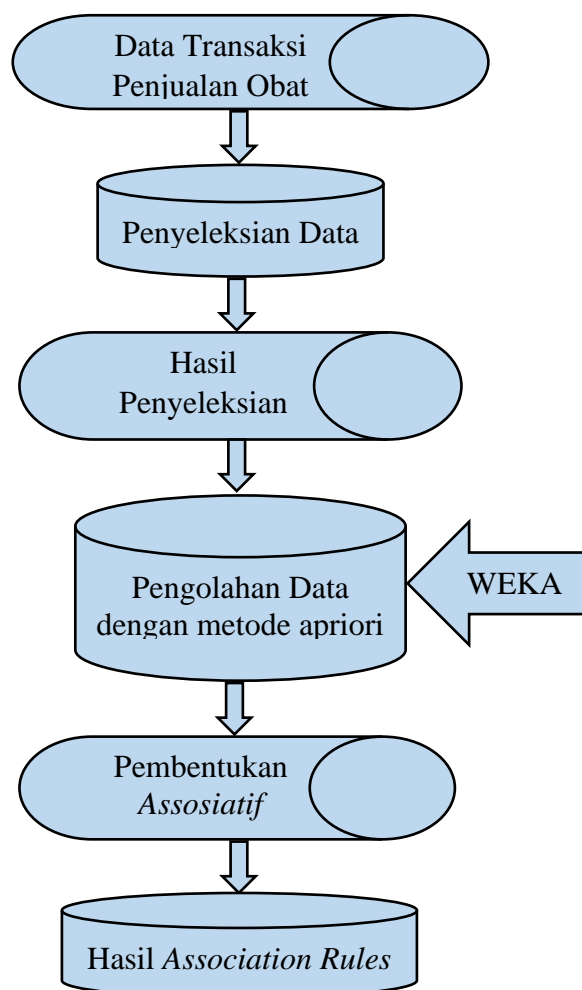 Data Transaksi
Penjualan Obat
Penyeleksian Data
Hasil
Penyeleksian
Pengolahan Data
dengan metode apriori
WEKA
Pembentukan
Assosiatif
Hasil Association Rules